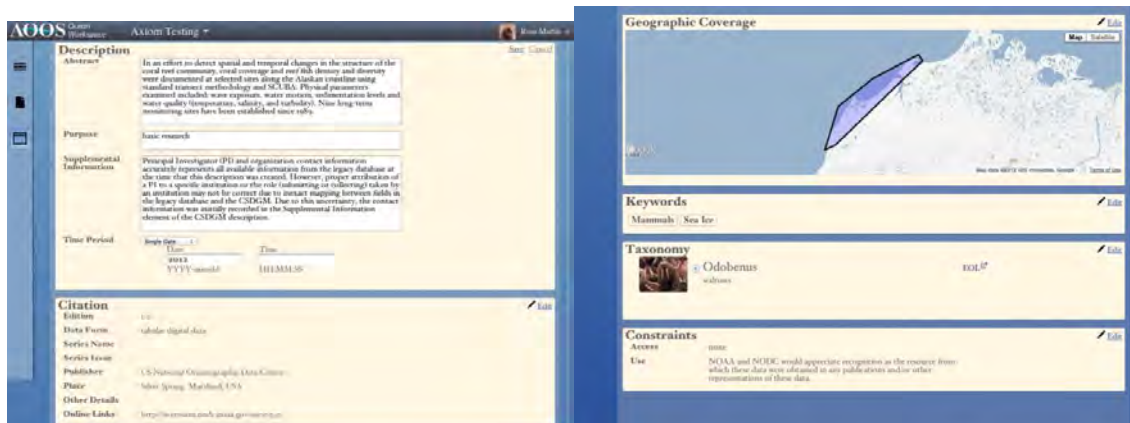 AOOS Ocean Workspace
Axiom Testing
Description
Save Cancel
Abstract
In an effort to detect spatial and temporal changes in the structure of the
coral reef community, coral coverage and reef fish density and diversity
were documented at selected sites along the Alaskan coastline using
standard transect methodology and SCUBA. Physical parameters
examined included: wave exposure, water motion, sedimentation levels and
water quality (temperature, salinity, and turbidity). Nine long-term
monitoring sites have been established since 1989.
Purpose
basic research
Supplemental
Information
Principal Investigator (PI) and organization contact information
accurately represents all available information from the legacy database at
the time that this description was created. However, proper attribution of
a PI to a specific institution or the role (submitting or collecting) taken by
an institution may not be correct due to inexact mapping between fields in
the legacy database and the CSDGM. Due to this uncertainty, the contact
information was initially recorded in the Supplemental Information
element of the CSDGM description.
Time Period
Single Date
Date Time
2012
HH:MM:SS
Citation
Edit
Edition
Data Form
tabular digital data
Series Name
Series Issue
Publisher
US National Oceanographic Data Center
Place
Silver Spring, Maryland, USA
Other Details
Online Links
Geographic Coverage
Edit
Map Satellite
Terms of Use
Keywords
Edit
Mammals Sea Ice
Taxonomy
Edit
Odobenus
EOL
walruses
Constraints
Edit
Access
none
Use
NOAA and NODC would appreciate recognition as the resource from
which these data were obtained in any publications and/or other
representations of these data.